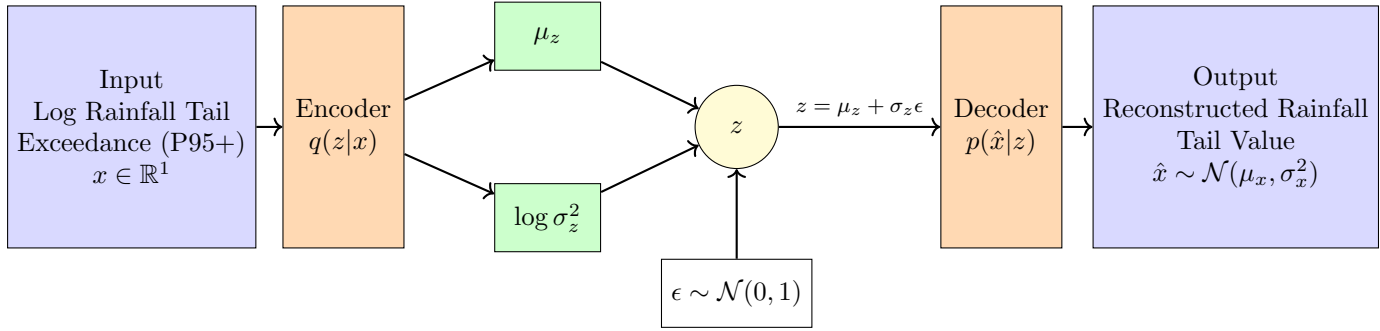 Input
Log Rainfall Tail
Exceedance (P95+)
x ∈ ℝ¹
Encoder
q(z|x)
μ_z
log σ_z²
z
ϵ ∼ 𝒩(0, 1)
z = μ_z + σ_z ϵ
Decoder
p(x̂|z)
Output
Reconstructed Rainfall
Tail Value
x̂ ∼ 𝒩(μ_x, σ_x²)